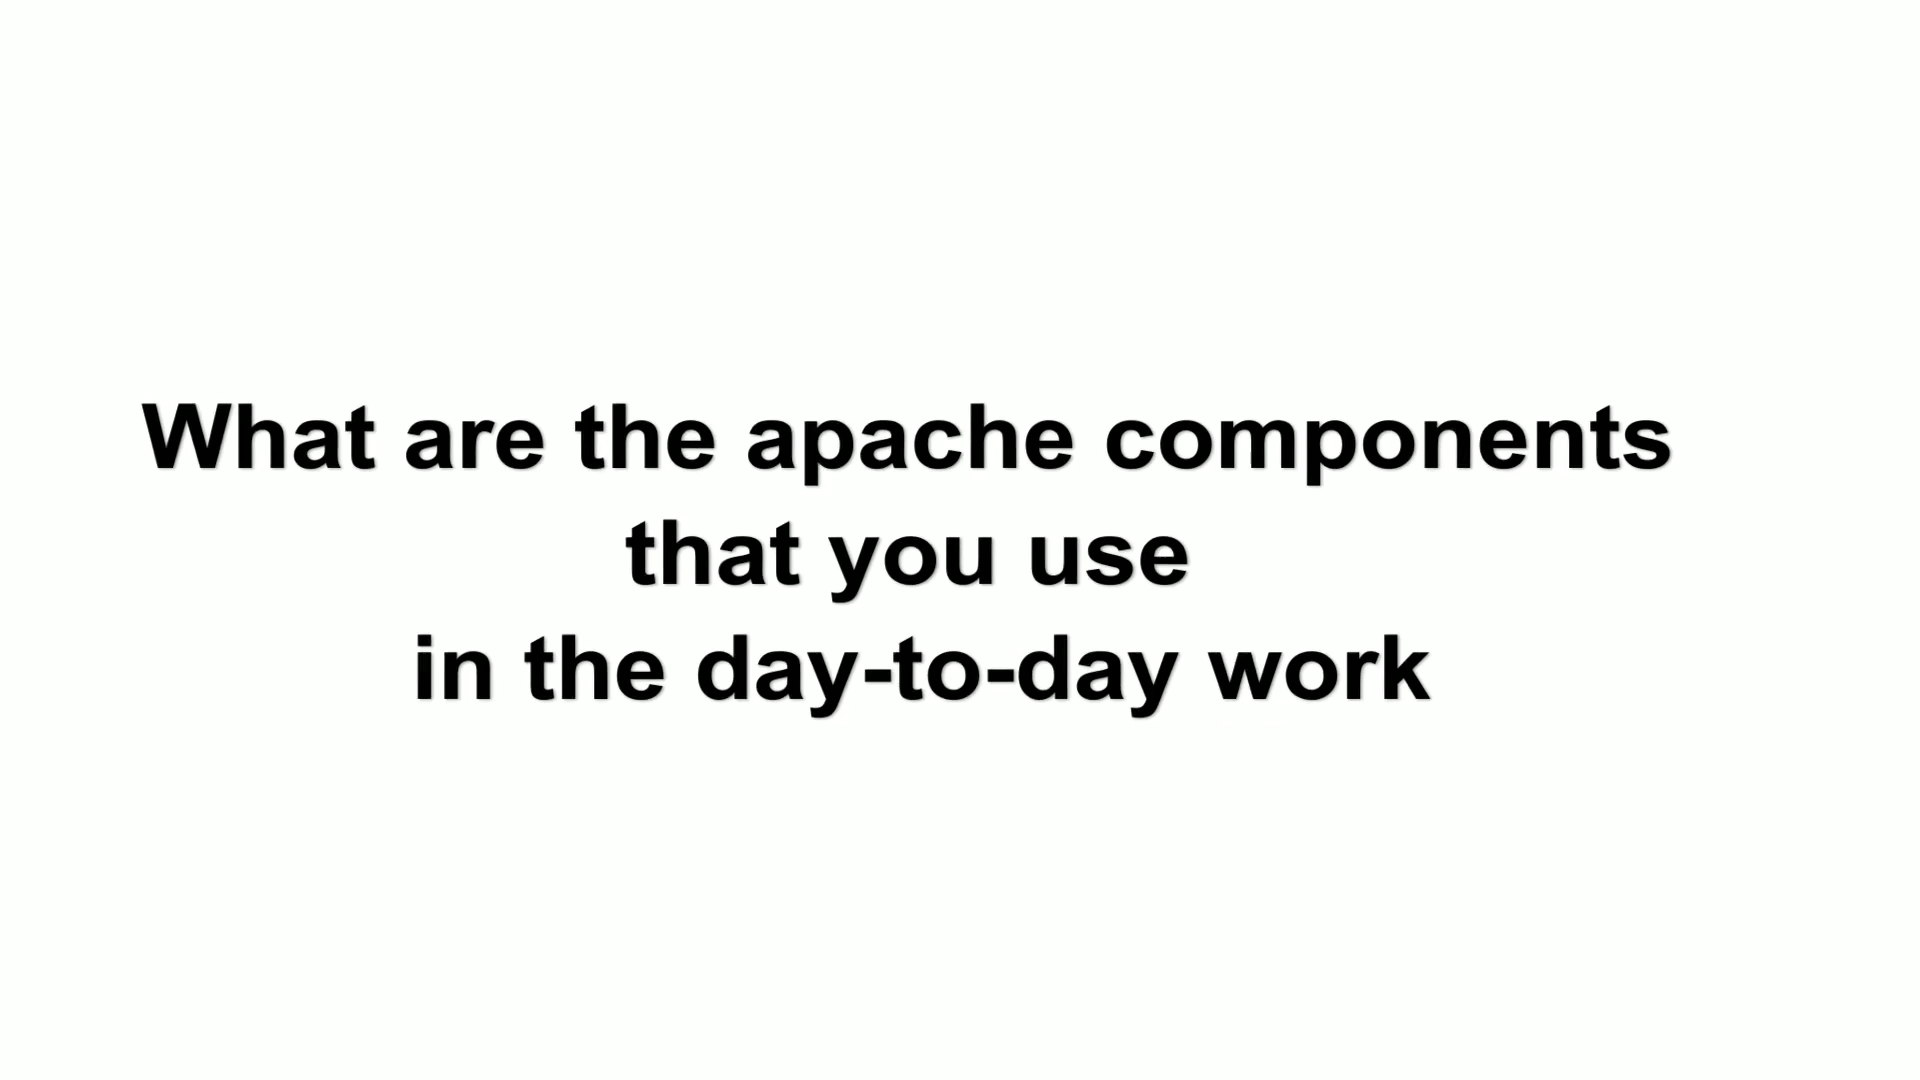 What are the apache components
that you use
in the day-to-day work